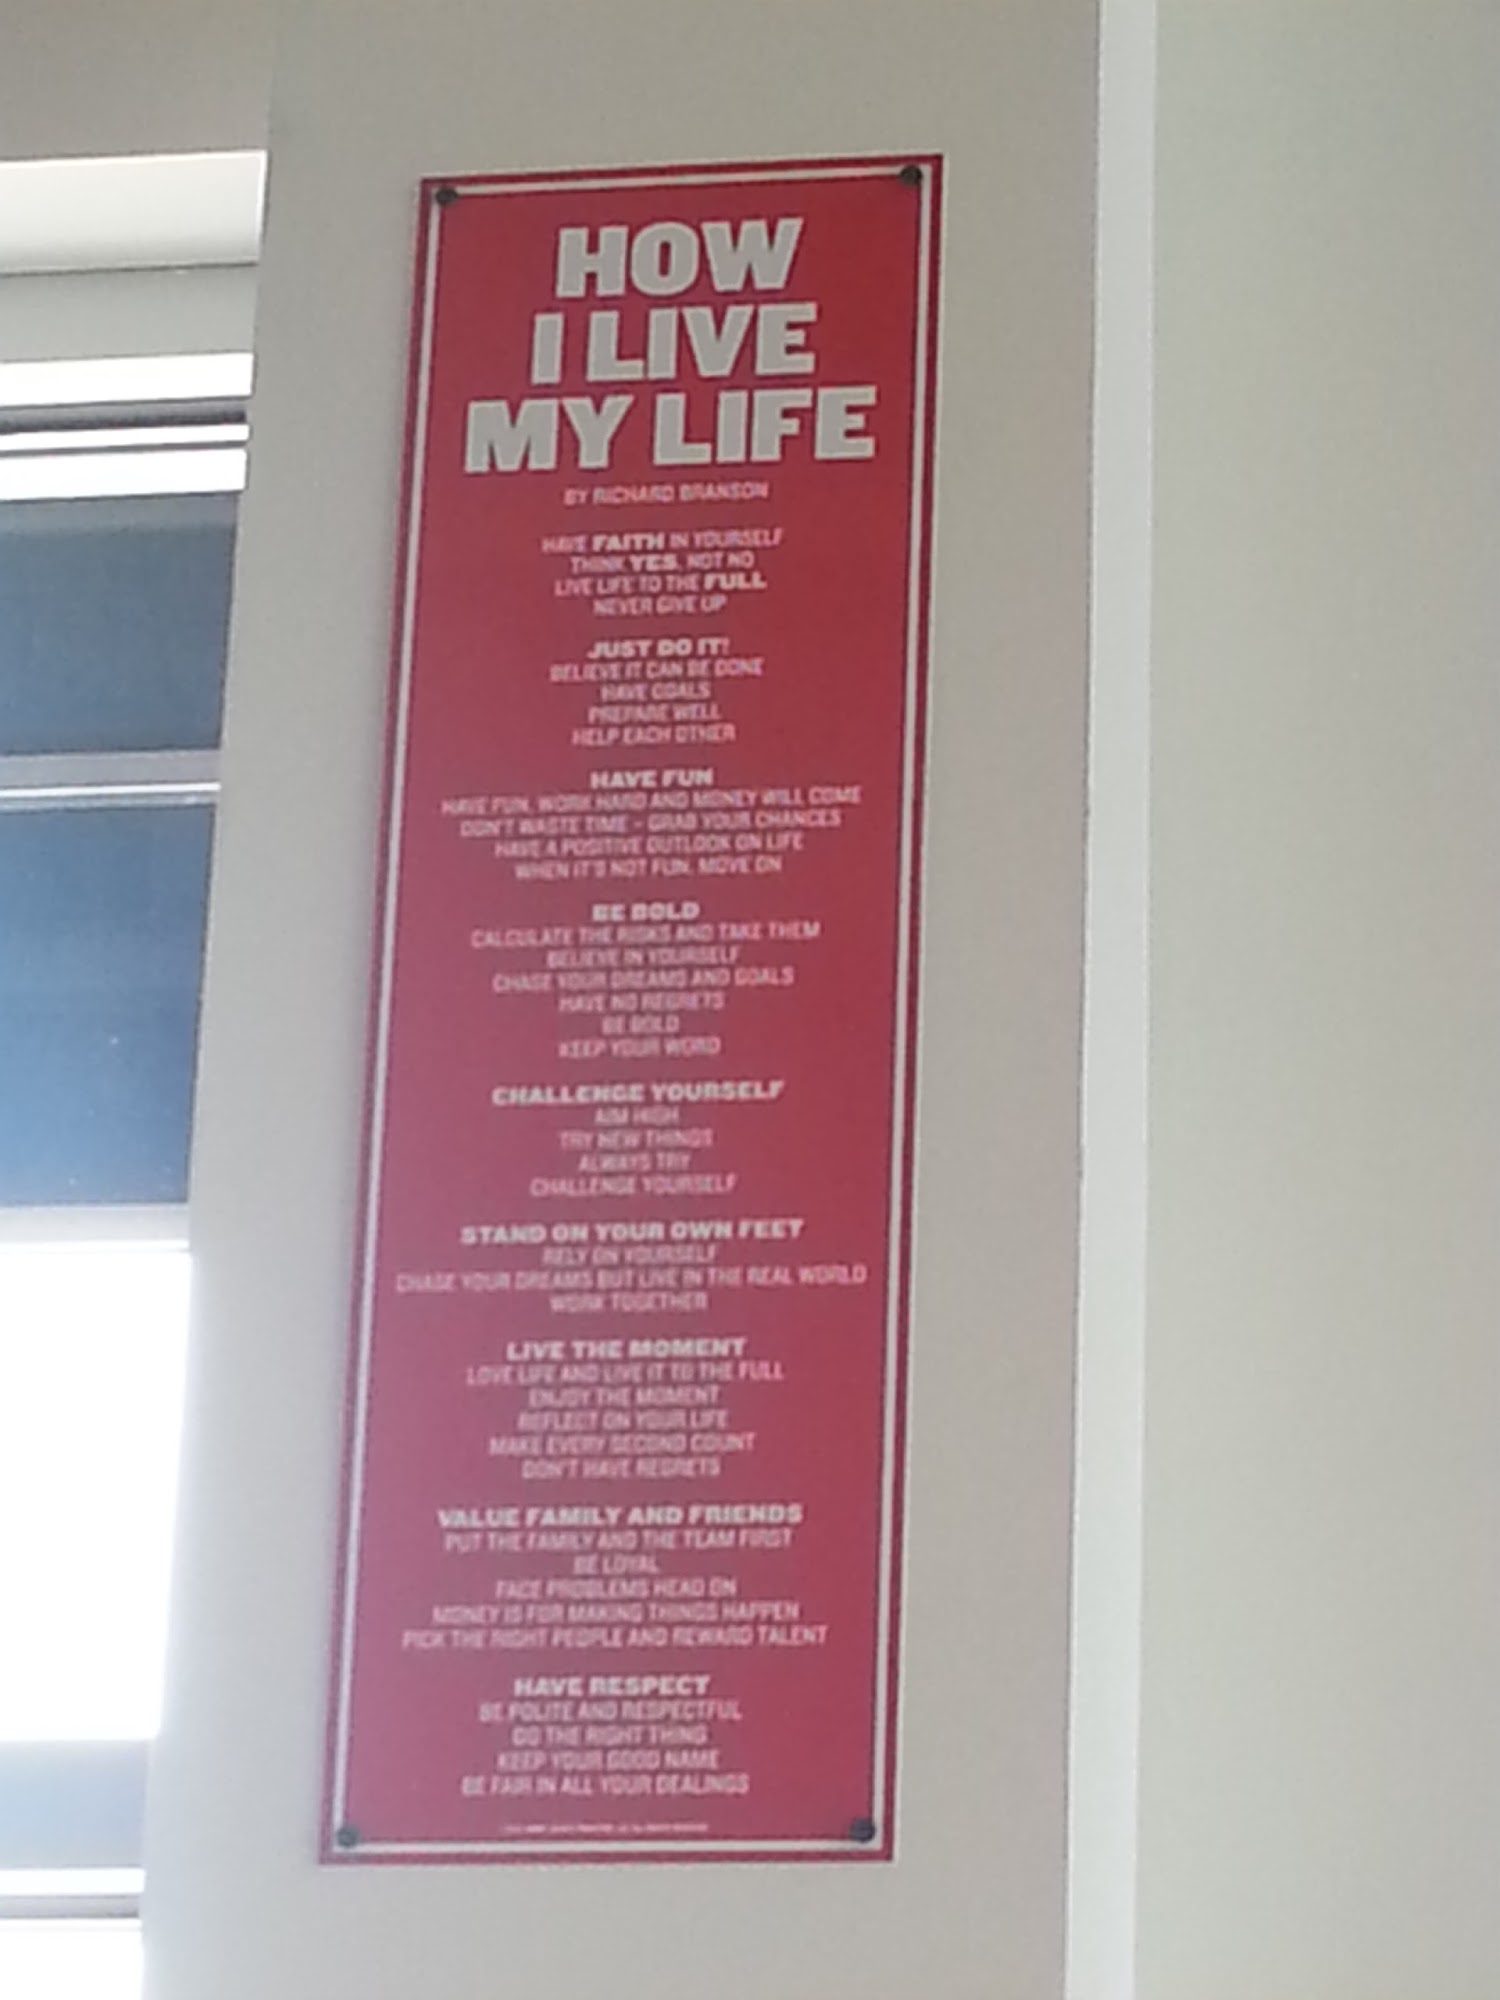 HOW
I LIVE
MY LIFE
BY RICHARD BRANSON
HAVE FAITH IN YOURSELF
THINK YES, NOT NO
LIVE LIFE TO THE FULL
NEVER GIVE UP
JUST DO IT!
BELIEVE IT CAN BE DONE
HAVE GOALS
PREPARE WELL
HELP EACH OTHER
HAVE FUN
HAVE FUN, WORK HARD AND MONEY WILL COME
DON'T WASTE TIME - GRAB YOUR CHANCES
HAVE A POSITIVE OUTLOOK ON LIFE
WHEN IT'S NOT FUN, MOVE ON
BE BOLD
CALCULATE THE RISKS AND TAKE THEM
BELIEVE IN YOURSELF
CHASE YOUR DREAMS AND GOALS
HAVE NO REGRETS
BE BOLD
KEEP YOUR WORD
CHALLENGE YOURSELF
AIM HIGH
TRY NEW THINGS
ALWAYS TRY
CHALLENGE YOURSELF
STAND ON YOUR OWN FEET
RELY ON YOURSELF
CHASE YOUR DREAMS BUT LIVE IN THE REAL WORLD
WORK TOGETHER
LIVE THE MOMENT
LOVE LIFE AND LIVE IT TO THE FULL
ENJOY THE MOMENT
REFLECT ON YOUR LIFE
MAKE EVERY SECOND COUNT
DON'T HAVE REGRETS
VALUE FAMILY AND FRIENDS
PUT THE FAMILY AND THE TEAM FIRST
BE LOYAL
FACE PROBLEMS HEAD ON
MONEY IS FOR MAKING THINGS HAPPEN
PICK THE RIGHT PEOPLE AND REWARD TALENT
HAVE RESPECT
BE POLITE AND RESPECTFUL
DO THE RIGHT THING
KEEP YOUR GOOD NAME
BE FAIR IN ALL YOUR DEALINGS